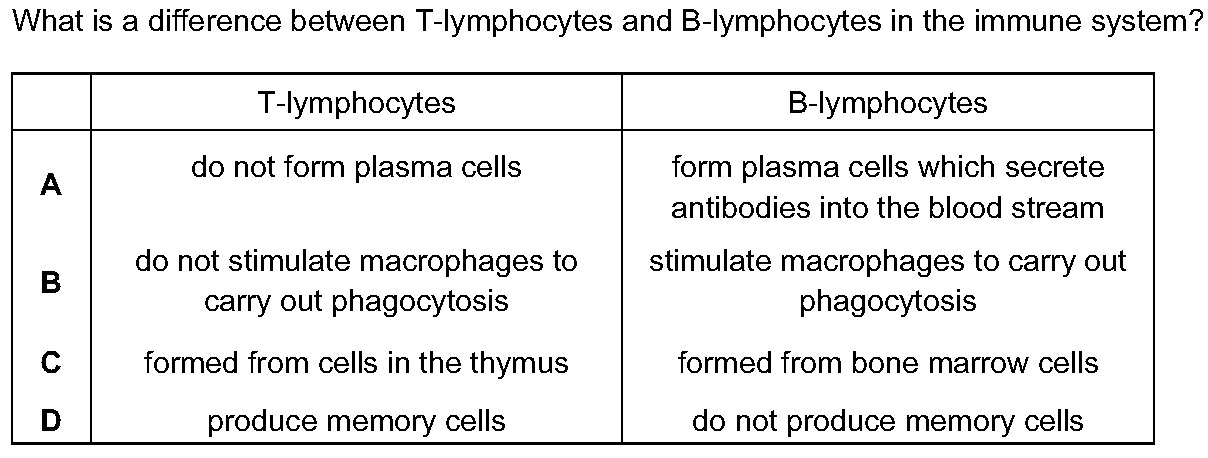 What is a difference between T-lymphocytes and B-lymphocytes in the immune system?
T-lymphocytes
B-lymphocytes
A
do not form plasma cells
form plasma cells which secrete
antibodies into the blood stream
B
do not stimulate macrophages to
carry out phagocytosis
stimulate macrophages to carry out
phagocytosis
C
formed from cells in the thymus
formed from bone marrow cells
D
produce memory cells
do not produce memory cells